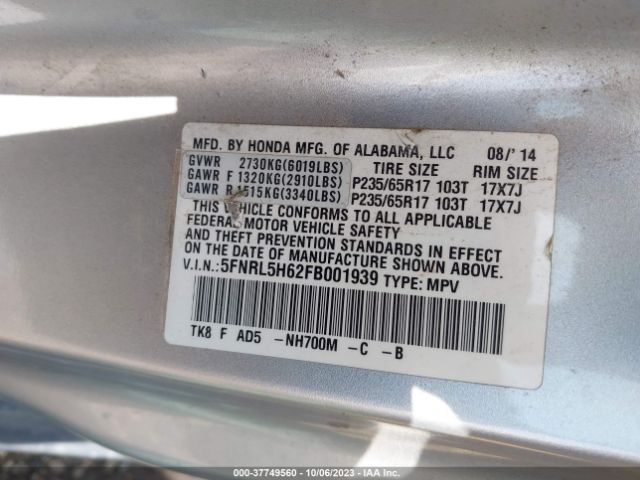 MFD. BY HONDA MFG. OF ALABAMA, LLC 08/'14
GVWR 2730KG(6019LBS) TIRE SIZE RIM SIZE
GAWR F 1320KG(2910LBS) P235/65R17 103T 17X7J
GAWR R 1515KG(3340LBS) P235/65R17 103T 17X7J
THIS VEHICLE CONFORMS TO ALL APPLICABLE
FEDERAL MOTOR VEHICLE SAFETY
AND THEFT PREVENTION STANDARDS IN EFFECT
ON THE DATE OF MANUFACTURE SHOWN ABOVE.
V.I.N.: 5FNRL5H62FB001939 TYPE: MPV
TK8 F AD5 -NH700M -C -B
000-37749560 | 10/06/2023 | IAA Inc.